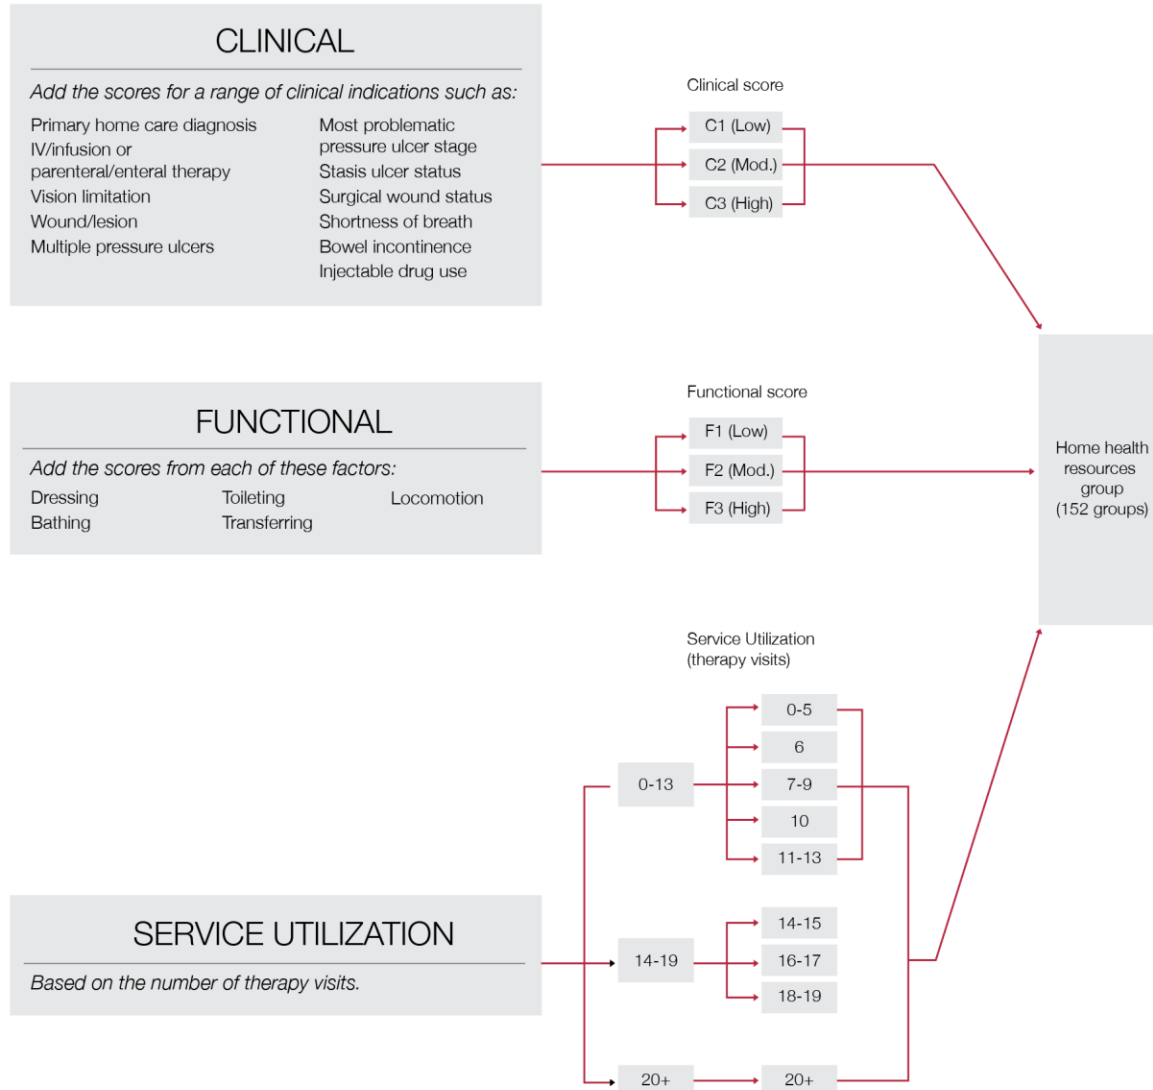 CLINICAL
Add the scores for a range of clinical indications such as:
Primary home care diagnosis
IV/infusion or
parenteral/enteral therapy
Vision limitation
Wound/lesion
Multiple pressure ulcers
Most problematic
pressure ulcer stage
Stasis ulcer status
Surgical wound status
Shortness of breath
Bowel incontinence
Injectable drug use
Clinical score
C1 (Low)
C2 (Mod.)
C3 (High)
FUNCTIONAL
Add the scores from each of these factors:
Dressing
Bathing
Toileting
Transferring
Locomotion
Functional score
F1 (Low)
F2 (Mod.)
F3 (High)
Home health
resources
group
(152 groups)
SERVICE UTILIZATION
Based on the number of therapy visits.
Service Utilization
(therapy visits)
0-13
0-5
6
7-9
10
11-13
14-19
14-15
16-17
18-19
20+
20+